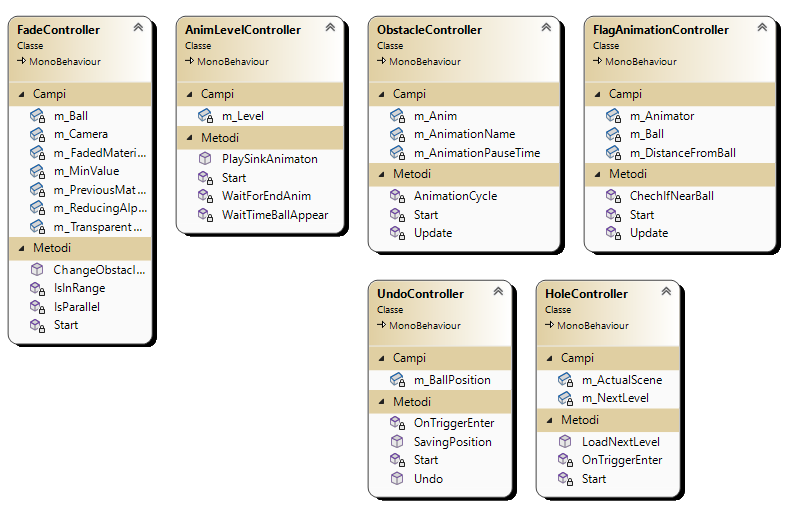 FadeController
Classe
MonoBehaviour
Campi
m_Ball
m_Camera
m_FadedMateri...
m_MinValue
m_PreviousMat...
m_ReducingAlp...
m_Transparent...
Metodi
ChangeObstacl...
IsInRange
IsParallel
Start
AnimLevelController
Classe
MonoBehaviour
Campi
m_Level
Metodi
PlaySinkAnimaton
Start
WaitForEndAnim
WaitTimeBallAppear
ObstacleController
Classe
MonoBehaviour
Campi
m_Anim
m_AnimationName
m_AnimationPauseTime
Metodi
AnimationCycle
Start
Update
FlagAnimationController
Classe
MonoBehaviour
Campi
m_Animator
m_Ball
m_DistanceFromBall
Metodi
ChechIfNearBall
Start
Update
UndoController
Classe
MonoBehaviour
Campi
m_BallPosition
Metodi
OnTriggerEnter
SavingPosition
Start
Undo
HoleController
Classe
MonoBehaviour
Campi
m_ActualScene
m_NextLevel
Metodi
LoadNextLevel
OnTriggerEnter
Start